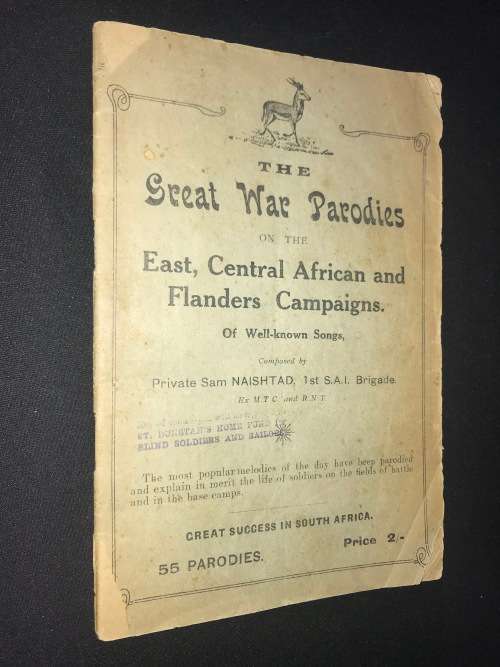 THE
Great War Parodies
ON THE
East, Central African and
Flanders Campaigns.
Of Well-known Songs,
Composed by
Private Sam NAISHTAD, 1st S.A.I. Brigade.
Ex M.T.C. and R.N.T.
ST. DUNSTAN'S HOME FUND
BLIND SOLDIERS AND SAILORS
The most popular melodies of the day have been parodied
and explain in merit the life of soldiers on the fields of battle
and in the base camps.
GREAT SUCCESS IN SOUTH AFRICA.
55 PARODIES.
Price 2/-